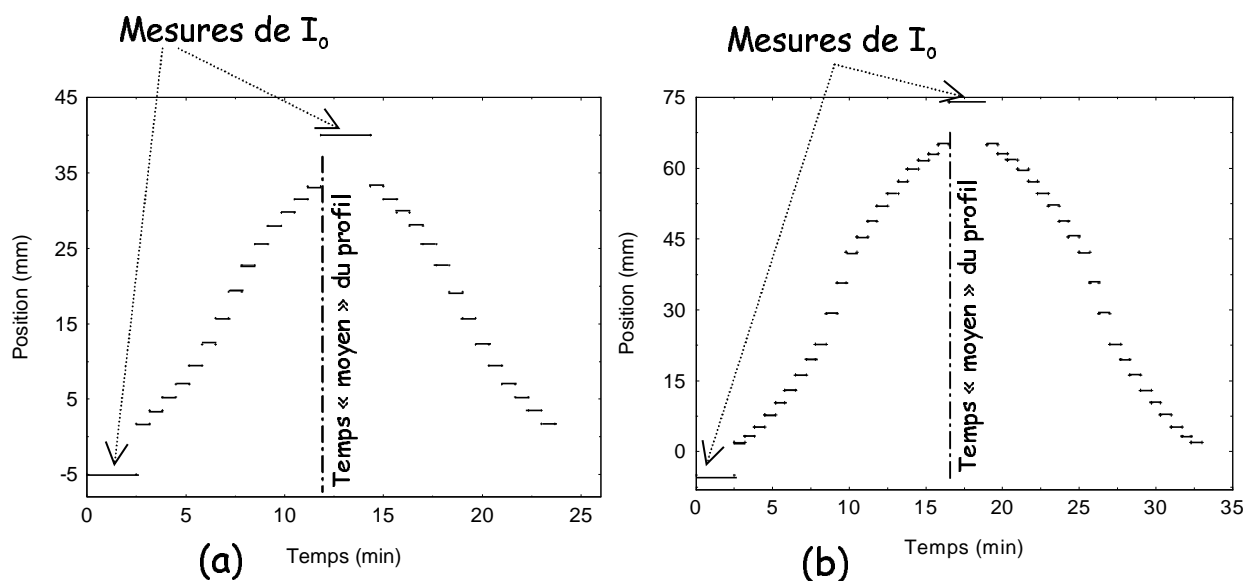 Mesures de I₀
45
35
25
15
5
-5
Position (mm)
0
5
10
15
20
25
Temps (min)
Temps « moyen » du profil
(a)
Mesures de I₀
75
60
45
30
15
0
Position (mm)
0
5
10
15
20
25
30
35
Temps (min)
Temps « moyen » du profil
(b)